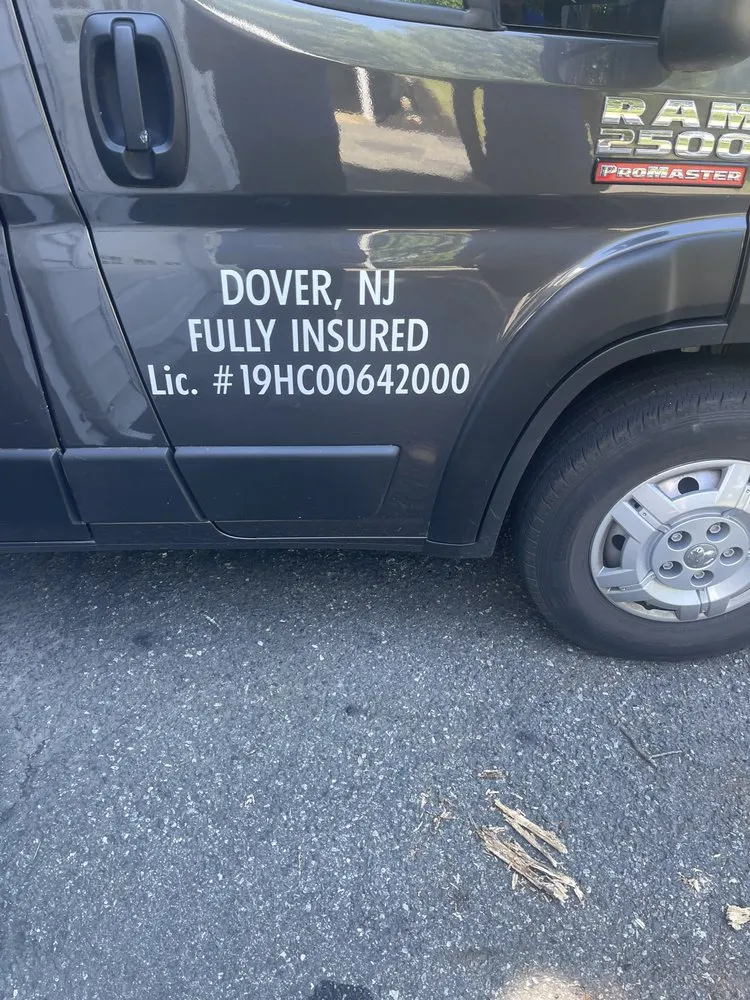 RAM
2500
PROMASTER
DOVER, NJ
FULLY INSURED
Lic. #19HC00642000